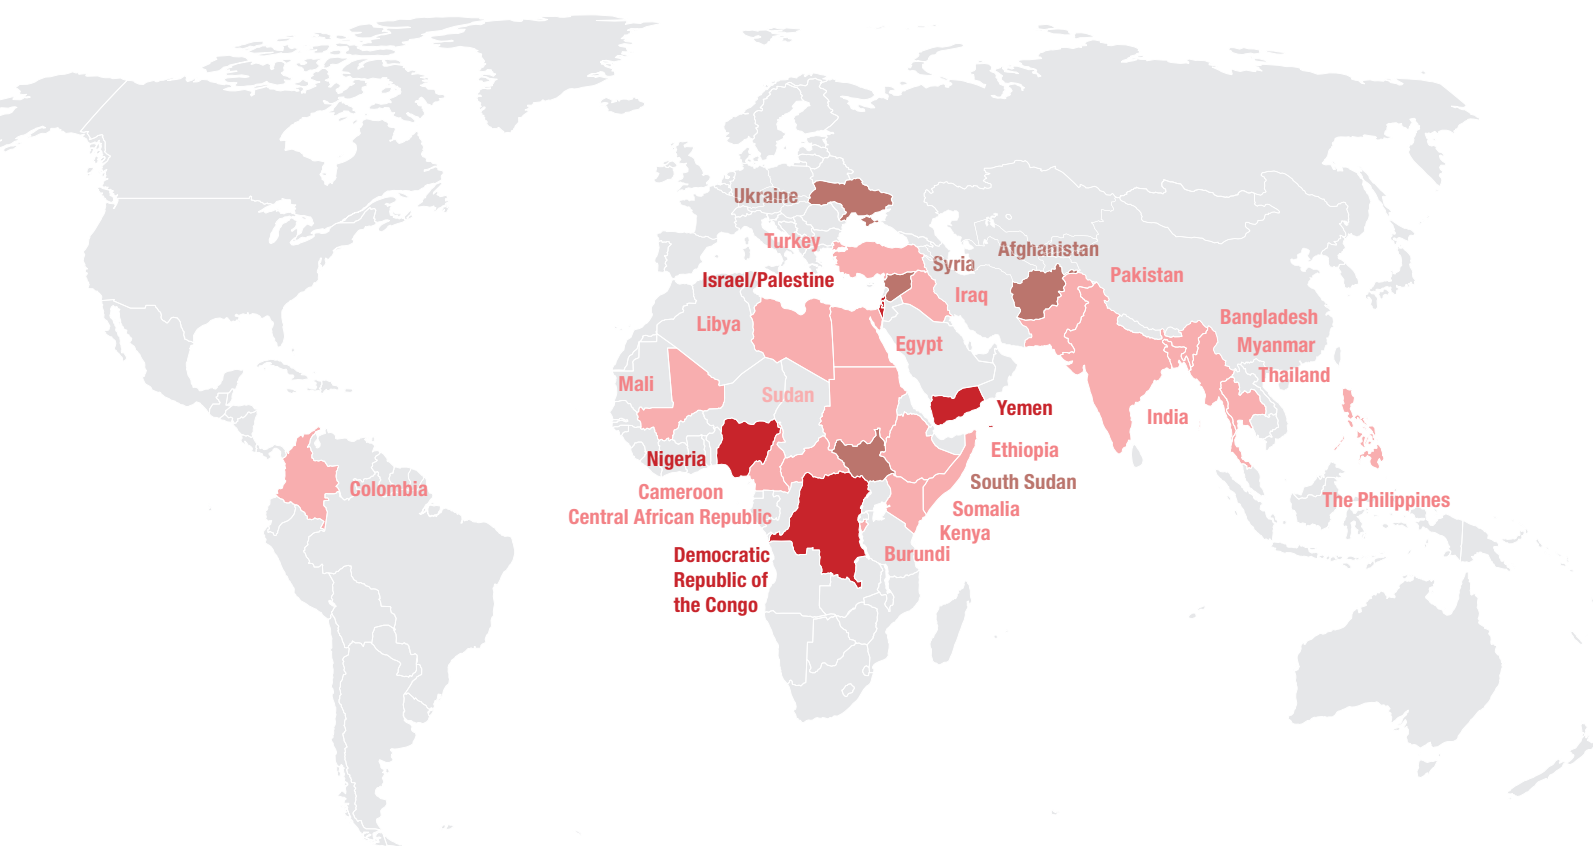 Ukraine
Turkey
Syria
Afghanistan
Israel/Palestine
Pakistan
Iraq
Libya
Egypt
Bangladesh
Myanmar
Thailand
Mali
Sudan
Yemen
India
Nigeria
Ethiopia
Colombia
South Sudan
Cameroon
The Philippines
Central African Republic
Somalia
Kenya
Democratic
Republic of
the Congo
Burundi